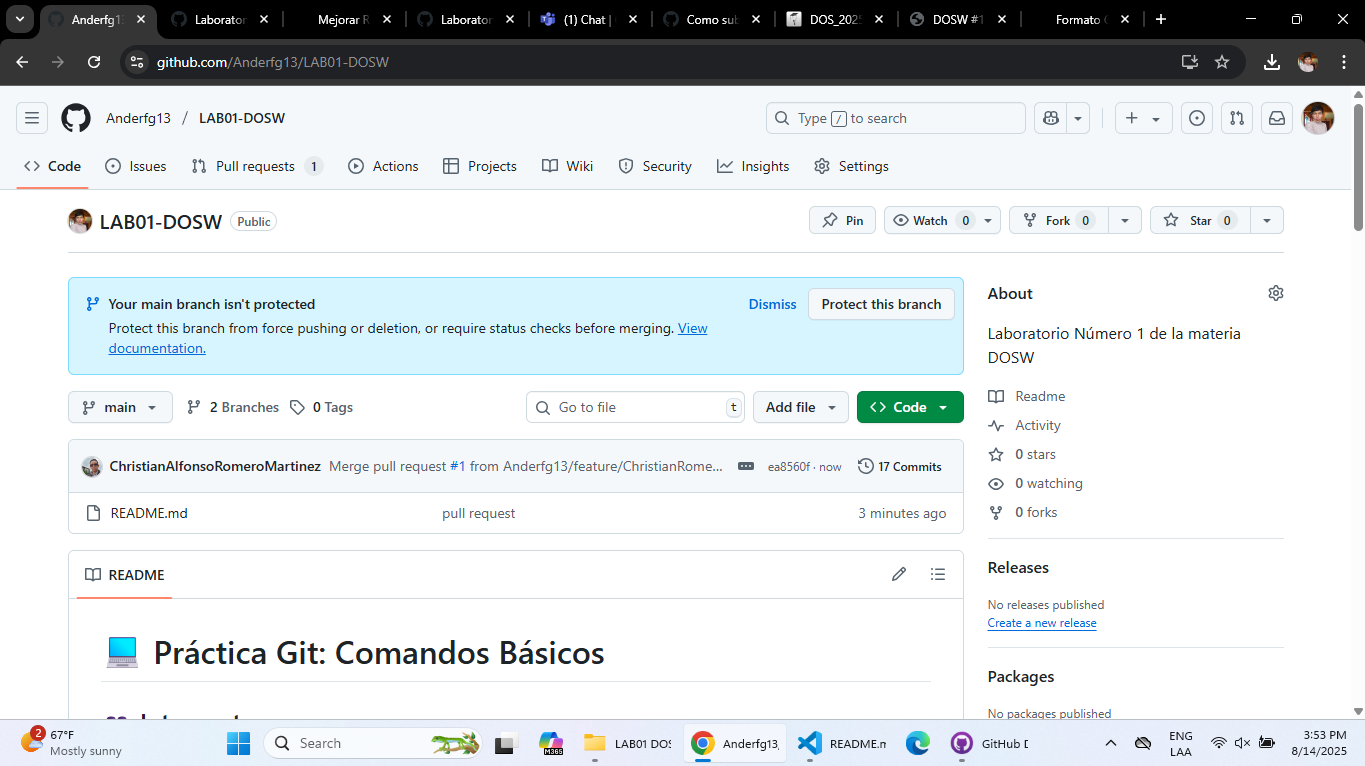 Anderfg13
Laborator
Mejorar R
Laborator
(1) Chat |
Como sub
DOS_2025
DOSW #1
Formato
github.com/Anderfg13/LAB01-DOSW
Anderfg13 / LAB01-DOSW
Type / to search
Code
Issues
Pull requests 1
Actions
Projects
Wiki
Security
Insights
Settings
LAB01-DOSW Public
Pin
Watch 0
Fork 0
Star 0
Your main branch isn't protected
Protect this branch from force pushing or deletion, or require status checks before merging. View
documentation.
Dismiss
Protect this branch
main
2 Branches
0 Tags
Go to file t
Add file
Code
ChristianAlfonsoRomeroMartinez Merge pull request #1 from Anderfg13/feature/ChristianRome... ea8560f · now 17 Commits
README.md pull request 3 minutes ago
README
Práctica Git: Comandos Básicos
About
Laboratorio Número 1 de la materia
DOSW
Readme
Activity
0 stars
0 watching
0 forks
Releases
No releases published
Create a new release
Packages
No packages published
2
67°F
Mostly sunny
Search
M365
LAB01 DOS
Anderfg13,
README.m
GitHub D
ENG
LAA
3:53 PM
8/14/2025